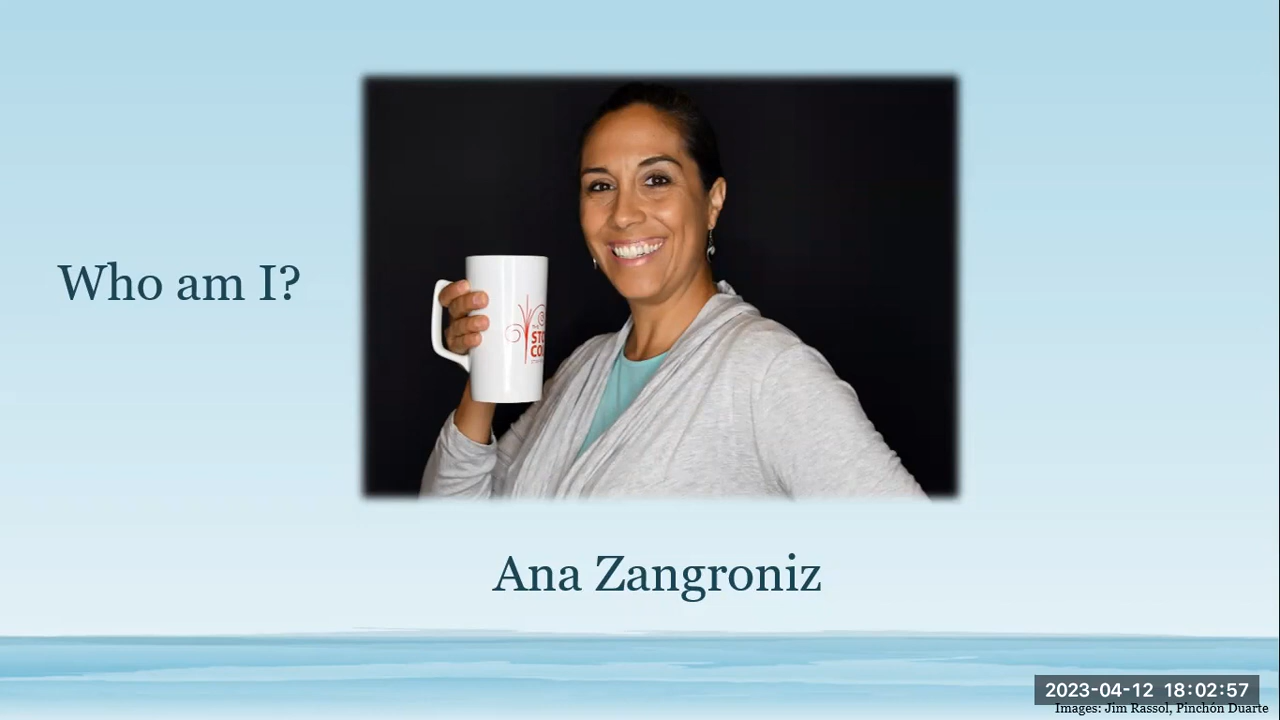 Who am I?
Ana Zangroniz
2023-04-12 18:02:57
Images: Jim Rassol, Pinchón Duarte